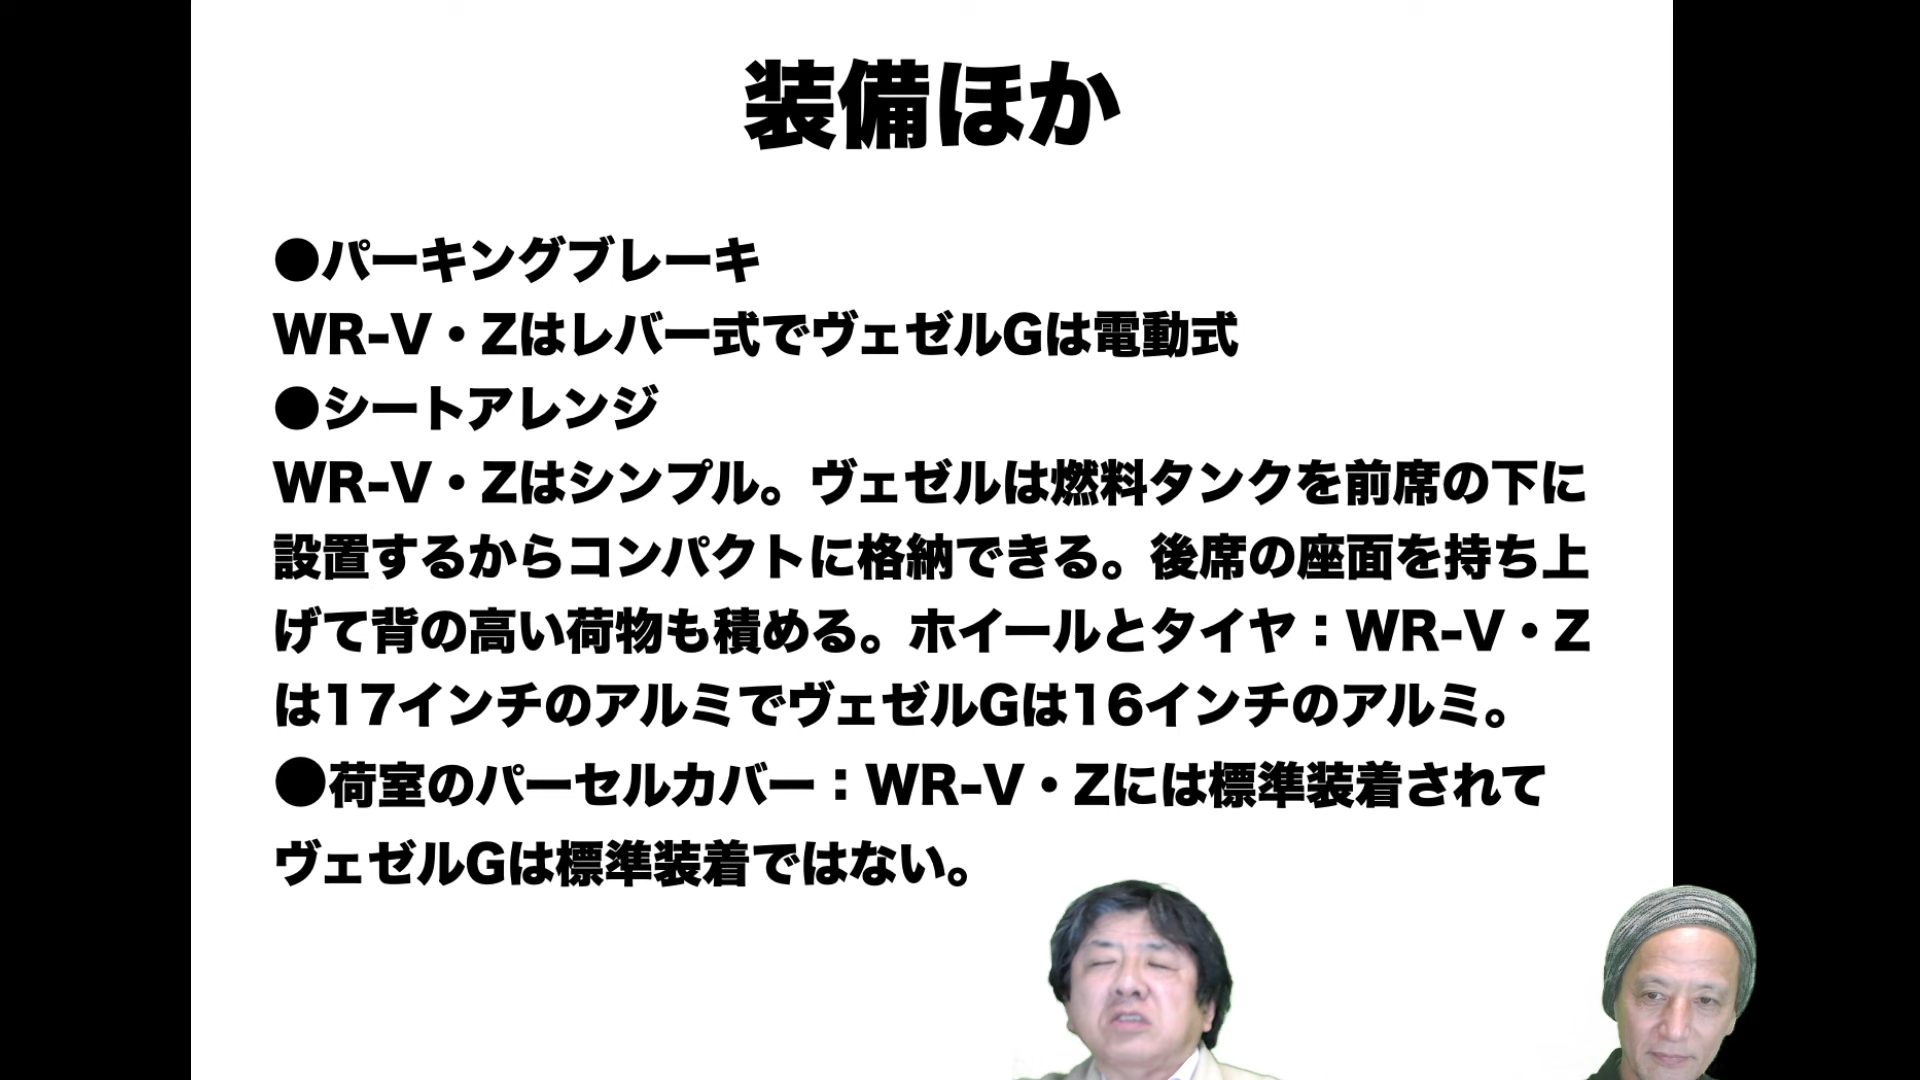 装備ほか
●パーキングブレーキ
WR-V・Zはレバー式でヴェゼルGは電動式
●シートアレンジ
WR-V・Zはシンプル。ヴェゼルは燃料タンクを前席の下に
設置するからコンパクトに格納できる。後席の座面を持ち上
げて背の高い荷物も積める。ホイールとタイヤ：WR-V・Z
は17インチのアルミでヴェゼルGは16インチのアルミ。
●荷室のパーセルカバー：WR-V・Zには標準装着されて
ヴェゼルGは標準装着ではない。